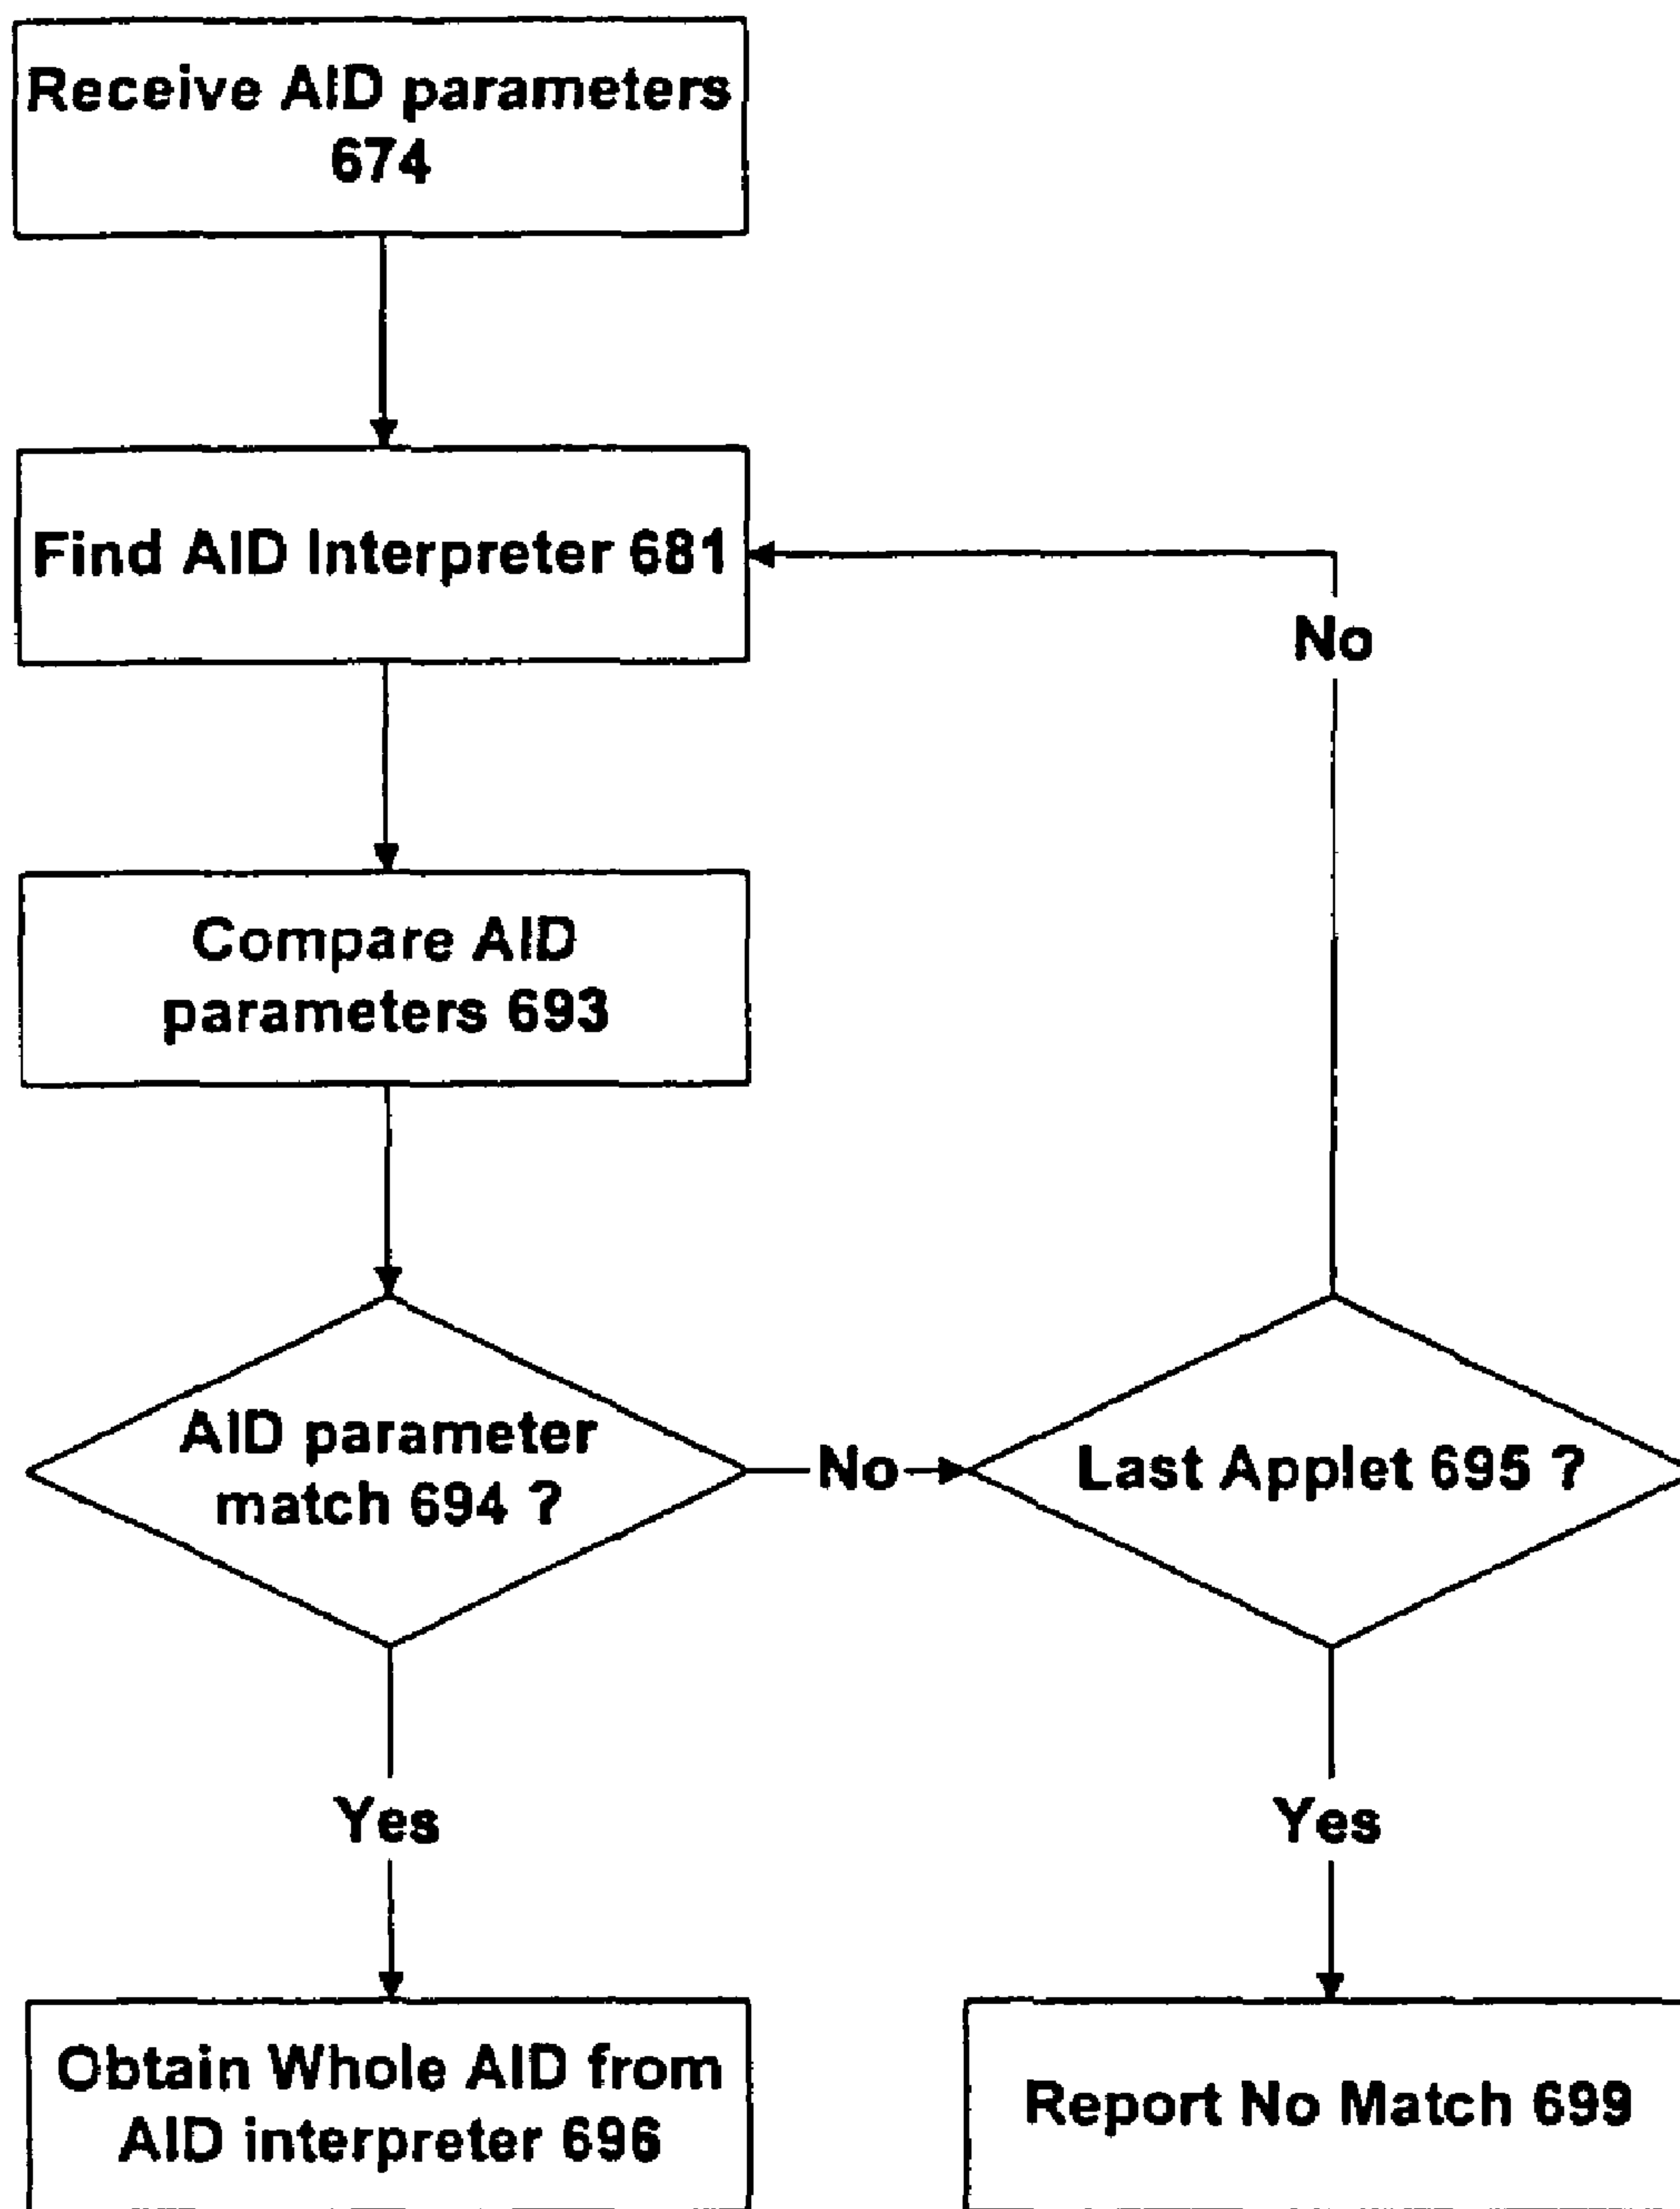 Receive AID parameters
674
Find AID Interpreter 681
No
Compare AID
parameters 693
AID parameter
match 694 ?
No
Last Applet 695 ?
Yes
Yes
Obtain Whole AID from
AID interpreter 696
Report No Match 699